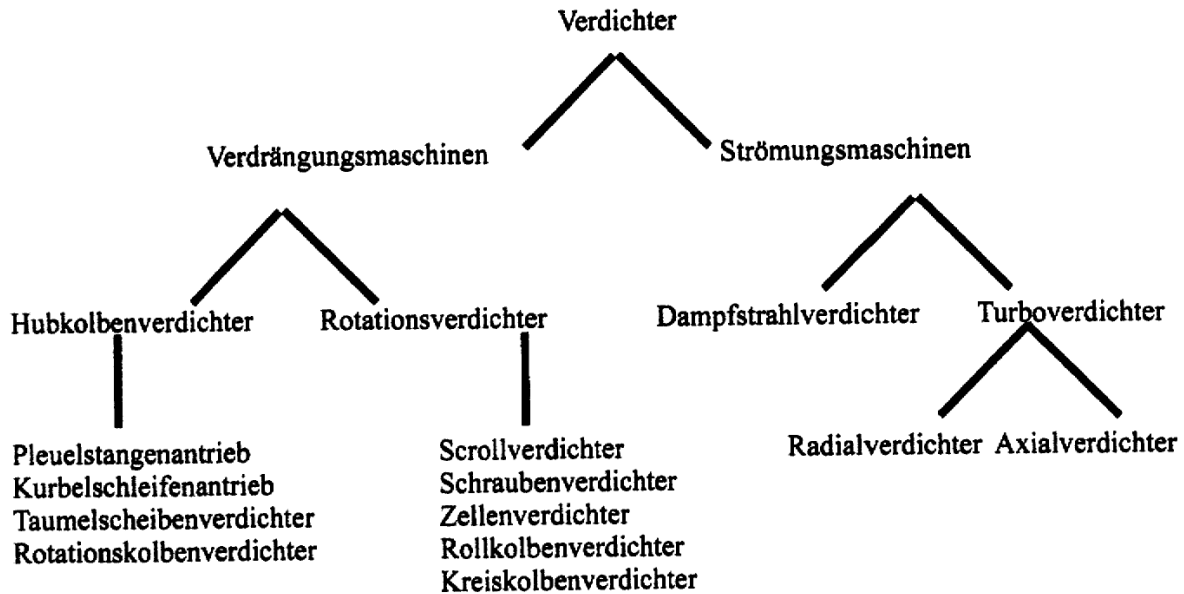 Verdichter
Verdrängungsmaschinen
Strömungsmaschinen
Hubkolbenverdichter
Rotationsverdichter
Dampfstrahlverdichter
Turboverdichter
Pleuelstangenantrieb
Kurbelschleifenantrieb
Taumelscheibenverdichter
Rotationskolbenverdichter
Scrollverdichter
Schraubenverdichter
Zellenverdichter
Rollkolbenverdichter
Kreiskolbenverdichter
Radialverdichter
Axialverdichter